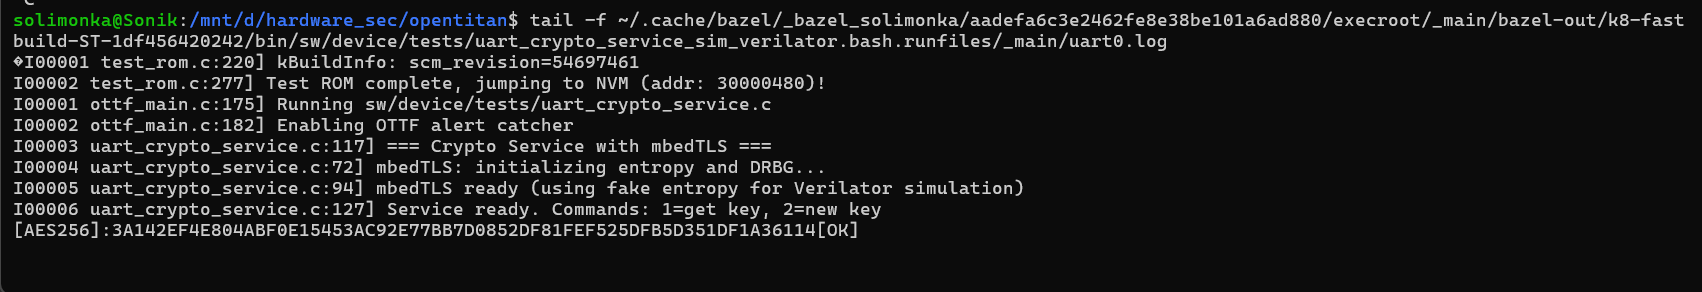 solimonka@Sonik:/mnt/d/hardware_sec/opentitan$ tail -f ~/.cache/bazel/_bazel_solimonka/aadefa6c3e2462fe8e38be101a6ad880/execroot/_main/bazel-out/k8-fast
build-ST-1df456420242/bin/sw/device/tests/uart_crypto_service_sim_verilator.bash.runfiles/_main/uart0.log
�I00001 test_rom.c:220] kBuildInfo: scm_revision=54697461
I00002 test_rom.c:277] Test ROM complete, jumping to NVM (addr: 30000480)!
I00001 ottf_main.c:175] Running sw/device/tests/uart_crypto_service.c
I00002 ottf_main.c:182] Enabling OTTF alert catcher
I00003 uart_crypto_service.c:117] === Crypto Service with mbedTLS ===
I00004 uart_crypto_service.c:72] mbedTLS: initializing entropy and DRBG...
I00005 uart_crypto_service.c:94] mbedTLS ready (using fake entropy for Verilator simulation)
I00006 uart_crypto_service.c:127] Service ready. Commands: 1=get key, 2=new key
[AES256]:3A142EF4E804ABF0E15453AC92E77BB7D0852DF81FEF525DFB5D351DF1A36114[OK]